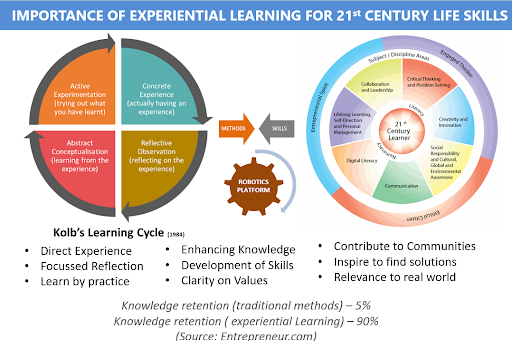 IMPORTANCE OF EXPERIENTIAL LEARNING FOR 21st CENTURY LIFE SKILLS
Active
Experimentation
(trying out what
you have learnt)
Concrete
Experience
(actually having an
experience)
Abstract
Conceptualisation
(learning from the
experience)
Reflective
Observation
(reflecting on the
experience)
METHODS
SKILLS
ROBOTICS
PLATFORM
Subject / Discipline Areas
Engaged Thinker
Entrepreneurial Spirit
Ethical Citizen
Collaboration
and Leadership
Critical Thinking
and Problem Solving
Lifelong Learning,
Self-Direction
and Personal
Management
Creativity and
Innovation
Literacy
21 st
Century
Learner
Numeracy
Digital Literacy
Social
Responsibility
and Cultural,
Global and
Environmental
Awareness
Communication
Kolb's Learning Cycle (1984)
• Direct Experience
• Focussed Reflection
• Learn by practice
• Enhancing Knowledge
• Development of Skills
• Clarity on Values
• Contribute to Communities
• Inspire to find solutions
• Relevance to real world
Knowledge retention (traditional methods) – 5%
Knowledge retention ( experiential Learning) – 90%
(Source: Entrepreneur.com)